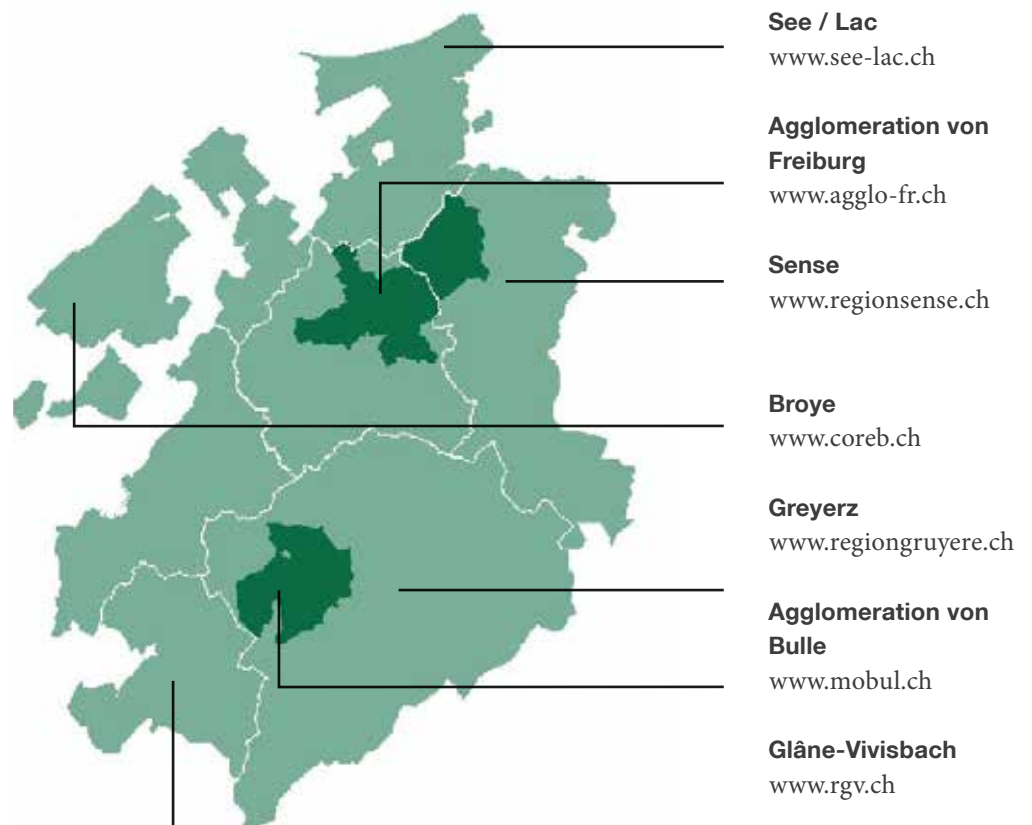 See / Lac
www.see-lac.ch
Agglomeration von
Freiburg
www.agglo-fr.ch
Sense
www.regionsense.ch
Broye
www.coreb.ch
Greyerz
www.regiongruyere.ch
Agglomeration von
Bulle
www.mobul.ch
Glâne-Vivisbach
www.rgv.ch